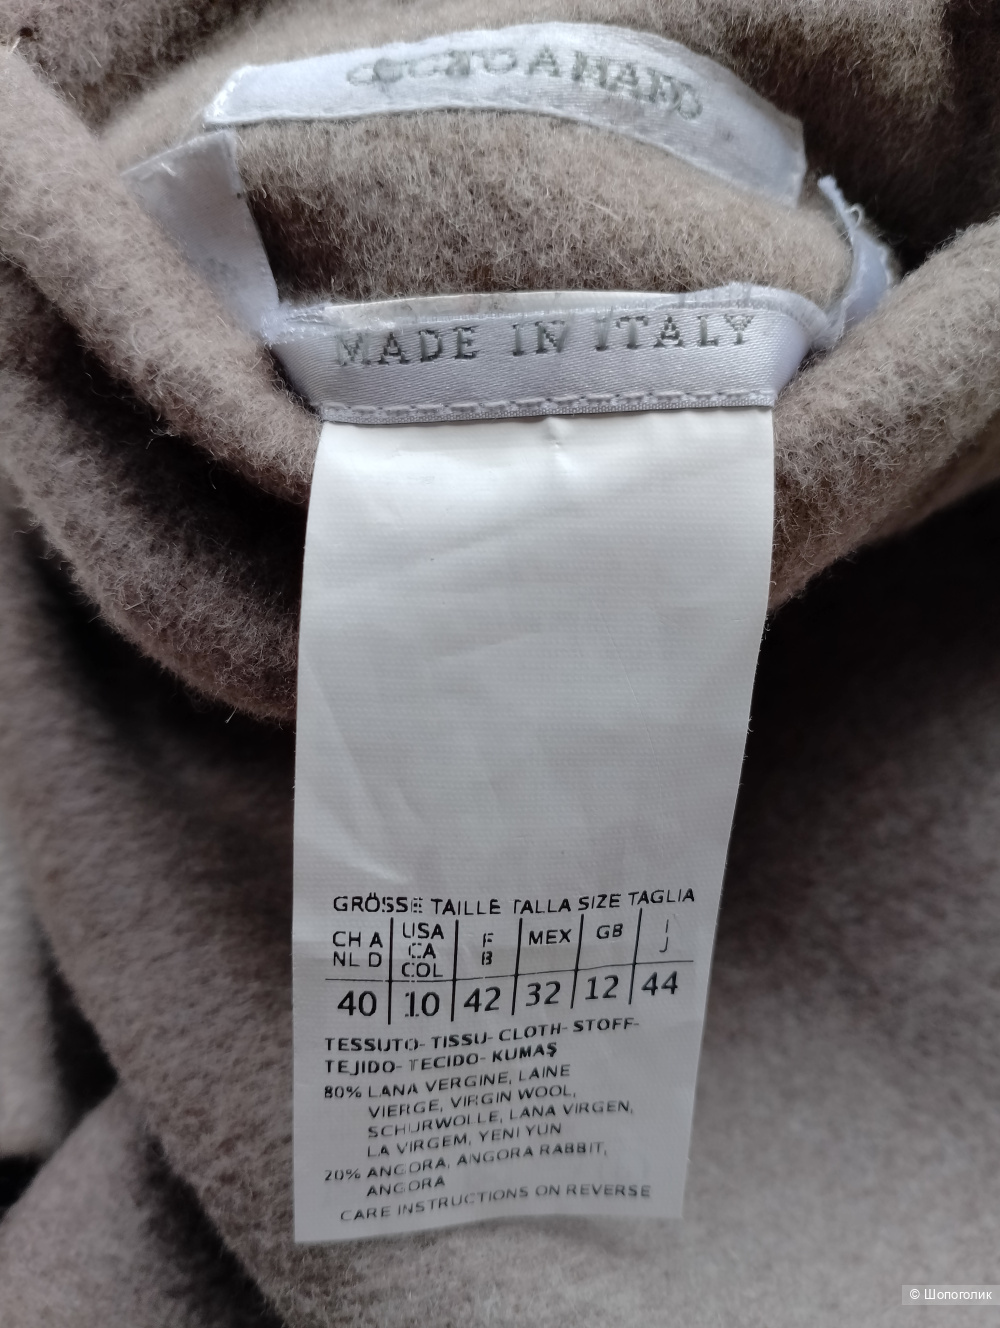 CUCITO A MANO
MADE IN ITALY
GRÖSSE TAILLE TALLA SIZE TAGLIA
CH A NL D USA CA COL F B MEX GB I J
40 10 42 32 12 44
TESSUTO- TISSU- CLOTH- STOFF-
TEJIDO- TECIDO- KUMAŞ
80% LANA VERGINE, LAINE
VIERGE, VIRGIN WOOL,
SCHURWOLLE, LANA VIRGEN,
LA VIRGEM, YENI YUN
20% ANGORA, ANGORA RABBIT,
ANGORA
CARE INSTRUCTIONS ON REVERSE
© Шопоголик